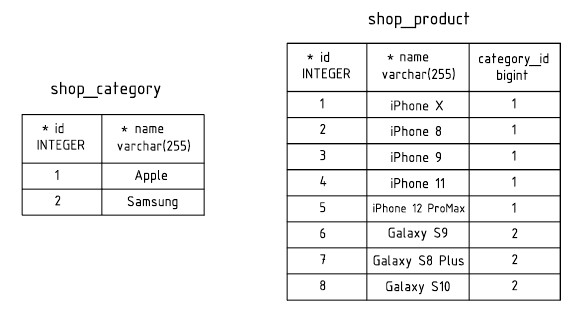 shop_product
* id * name category_id
INTEGER varchar(255) bigint
1 iPhone X 1
2 iPhone 8 1
3 iPhone 9 1
4 iPhone 11 1
5 iPhone 12 ProMax 1
6 Galaxy S9 2
7 Galaxy S8 Plus 2
8 Galaxy S10 2
shop_category
* id * name
INTEGER varchar(255)
1 Apple
2 Samsung